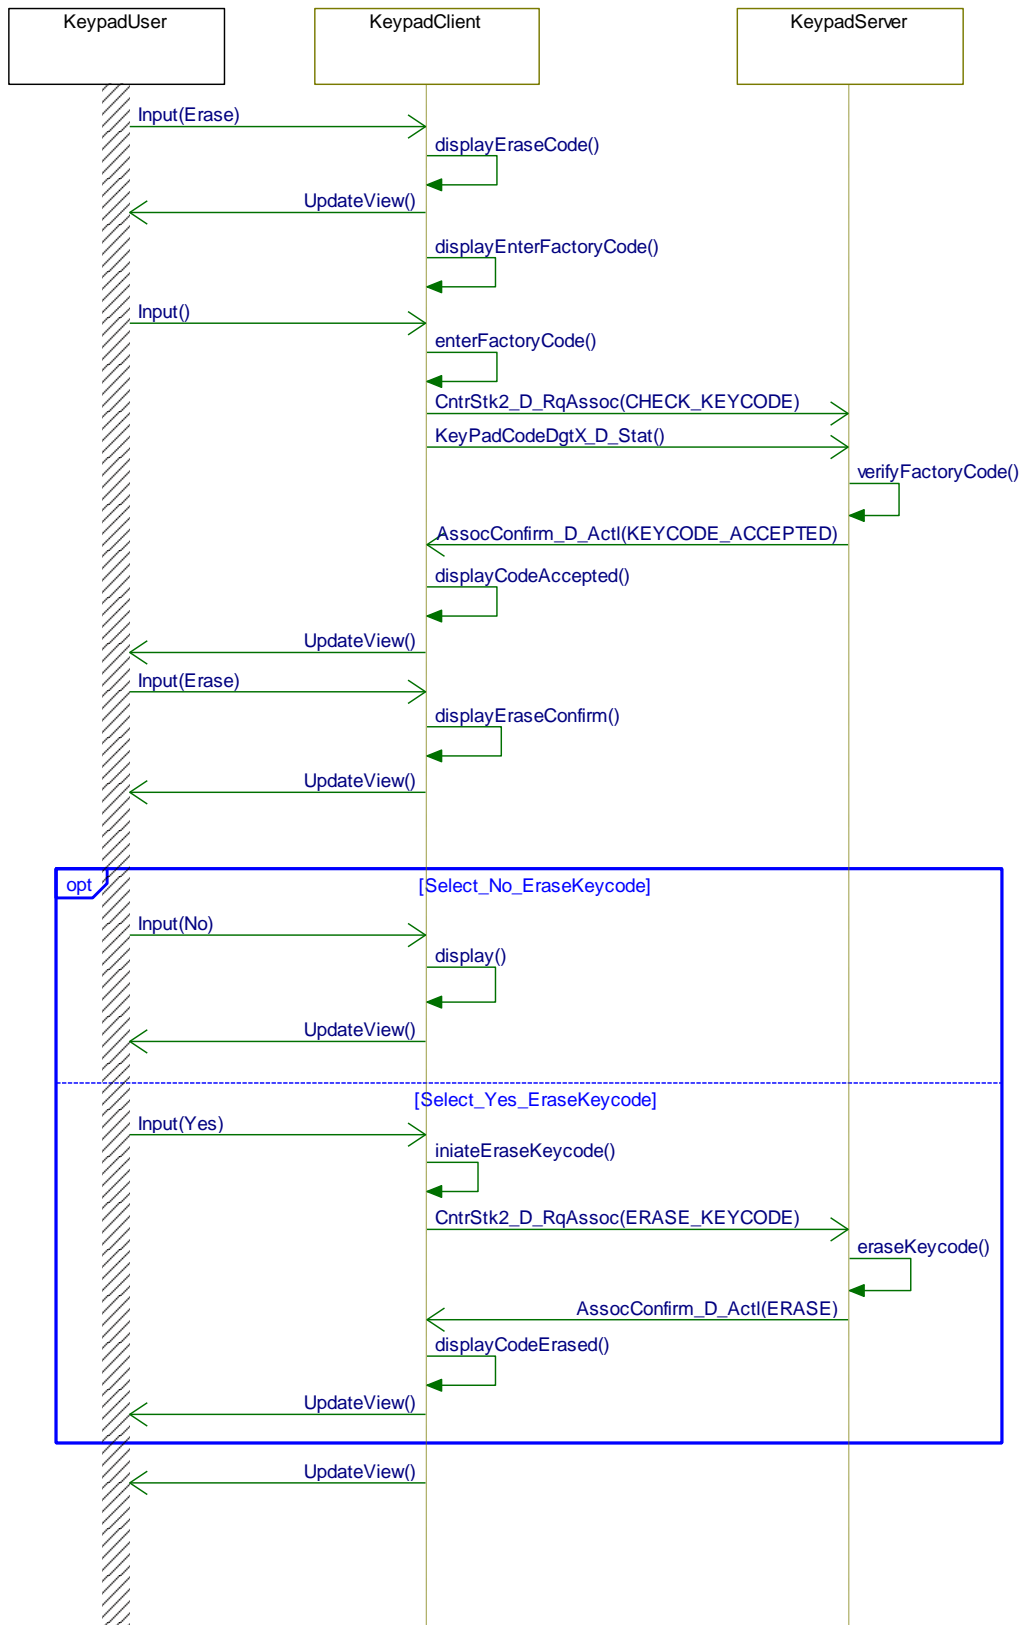 KeypadUser
KeypadClient
KeypadServer
Input(Erase)
displayEraseCode()
UpdateView()
displayEnterFactoryCode()
Input()
enterFactoryCode()
CntrStk2_D_RqAssoc(CHECK_KEYCODE)
KeyPadCodeDgtX_D_Stat()
verifyFactoryCode()
AssocConfirm_D_Actl(KEYCODE_ACCEPTED)
displayCodeAccepted()
UpdateView()
Input(Erase)
displayEraseConfirm()
UpdateView()
opt
[Select_No_EraseKeycode]
Input(No)
display()
UpdateView()
[Select_Yes_EraseKeycode]
Input(Yes)
iniateEraseKeycode()
CntrStk2_D_RqAssoc(ERASE_KEYCODE)
eraseKeycode()
AssocConfirm_D_Actl(ERASE)
displayCodeErased()
UpdateView()
UpdateView()